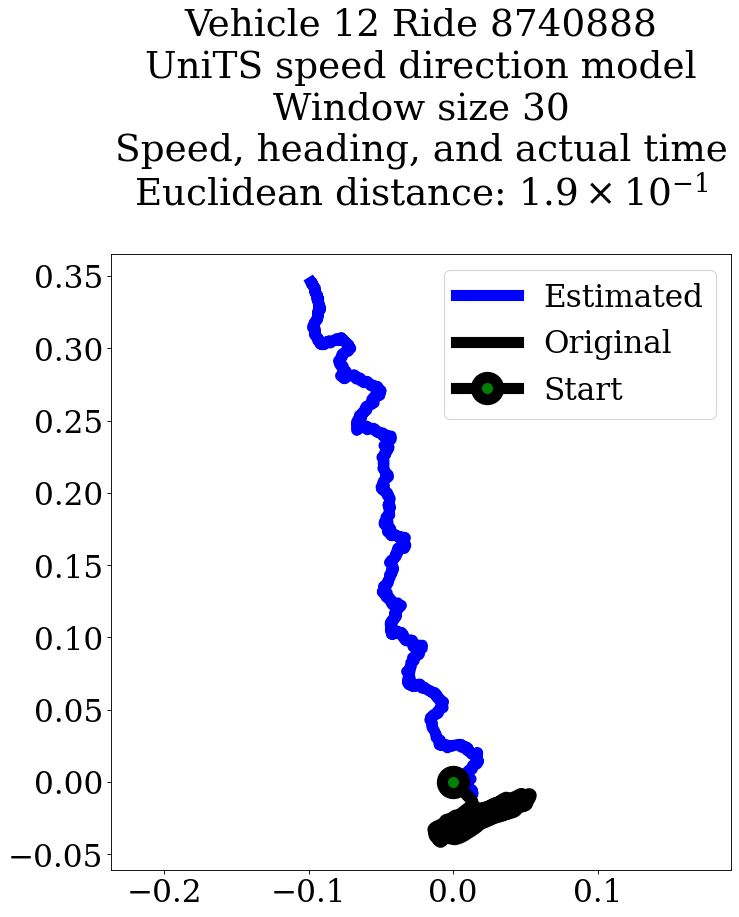 Vehicle 12 Ride 8740888
UniTS speed direction model
Window size 30
Speed, heading, and actual time
Euclidean distance: 1.9 × 10⁻¹
Estimated
Original
Start
0.35
0.30
0.25
0.20
0.15
0.10
0.05
0.00
−0.05
−0.2 −0.1 0.0 0.1